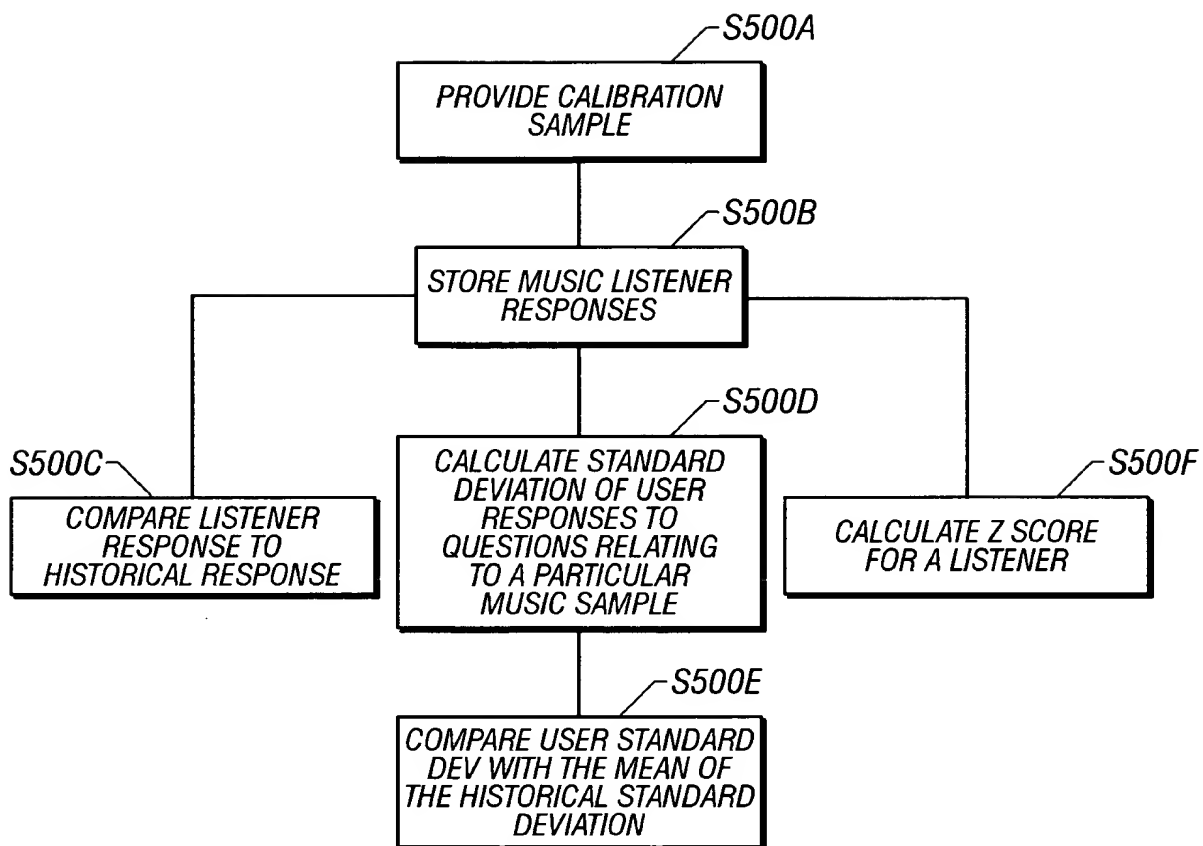 S500A
PROVIDE CALIBRATION
SAMPLE
S500B
STORE MUSIC LISTENER
RESPONSES
S500C
COMPARE LISTENER
RESPONSE TO
HISTORICAL RESPONSE
S500D
CALCULATE STANDARD
DEVIATION OF USER
RESPONSES TO
QUESTIONS RELATING
TO A PARTICULAR
MUSIC SAMPLE
S500F
CALCULATE Z SCORE
FOR A LISTENER
S500E
COMPARE USER STANDARD
DEV WITH THE MEAN OF
THE HISTORICAL STANDARD
DEVIATION